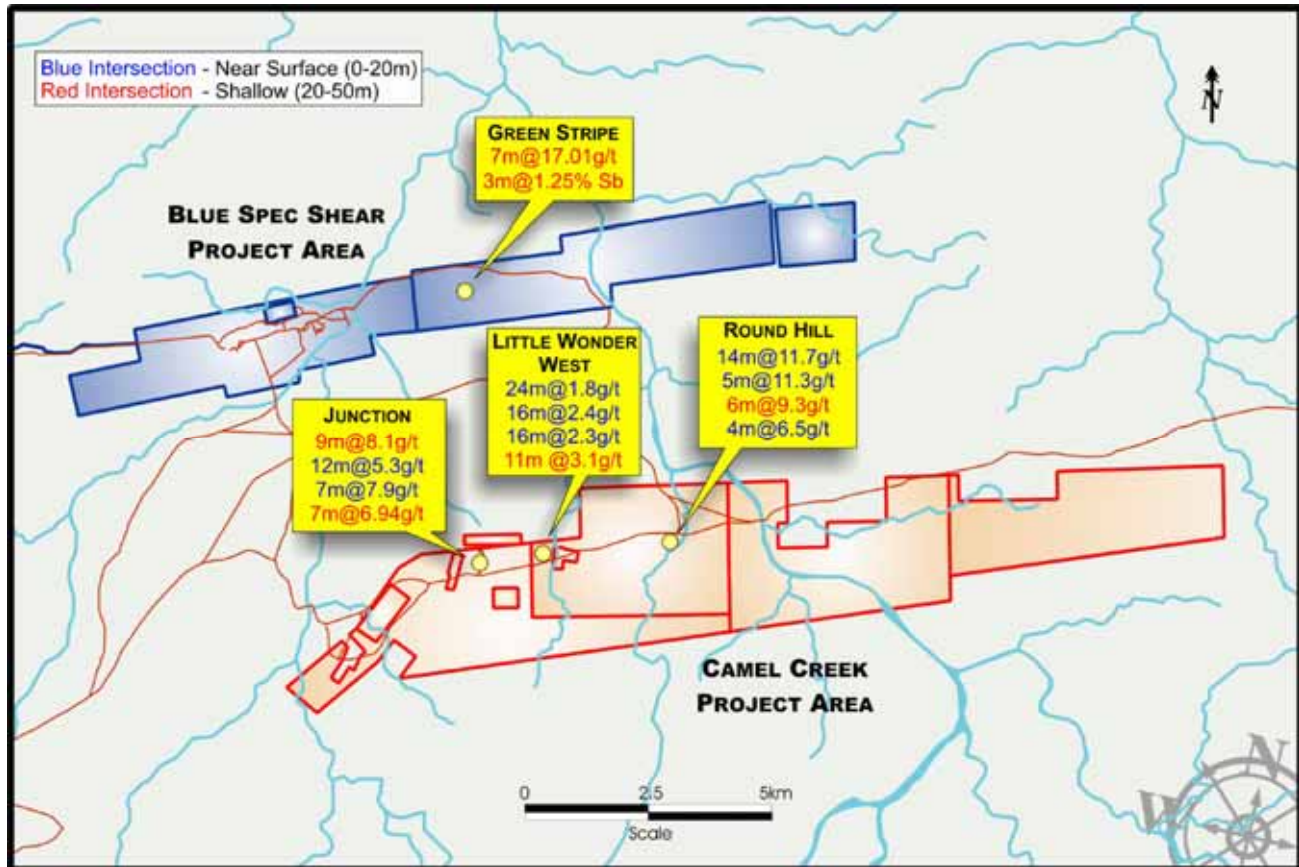 Blue Intersection - Near Surface (0-20m)
Red Intersection - Shallow (20-50m)
N
GREEN STRIPE
7m@17.01g/t
3m@1.25% Sb
BLUE SPEC SHEAR
PROJECT AREA
LITTLE WONDER
WEST
24m@1.8g/t
16m@2.4g/t
16m@2.3g/t
11m @3.1g/t
ROUND HILL
14m@11.7g/t
5m@11.3g/t
6m@9.3g/t
4m@6.5g/t
JUNCTION
9m@8.1g/t
12m@5.3g/t
7m@7.9g/t
7m@6.94g/t
CAMEL CREEK
PROJECT AREA
0 2.5 5km
Scale
N
W